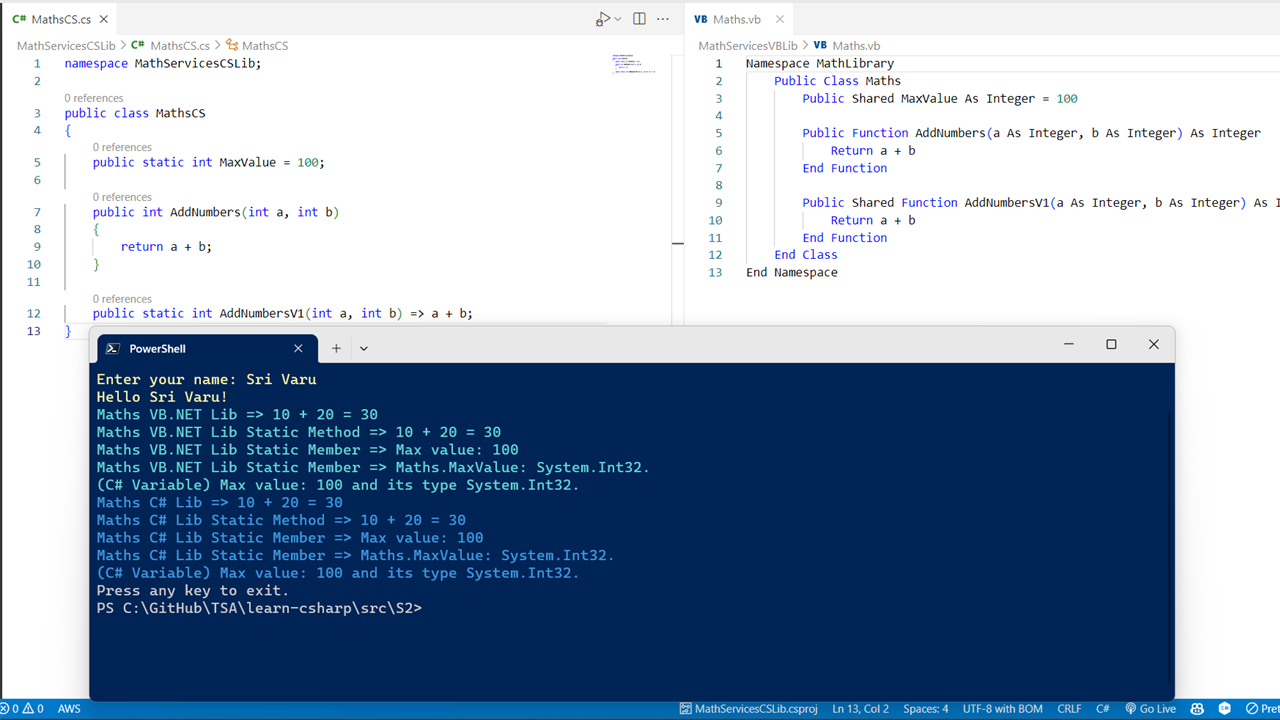 C# MathsCS.cs
MathServicesCSLib > C# MathsCS.cs > MathsCS
1 namespace MathServicesCSLib;
2
0 references
3 public class MathsCS
4 {
0 references
5 public static int MaxValue = 100;
6
0 references
7 public int AddNumbers(int a, int b)
8 {
9 return a + b;
10 }
11
0 references
12 public static int AddNumbersV1(int a, int b) => a + b;
13 }
VB Maths.vb
MathServicesVBLib > VB Maths.vb
1 Namespace MathLibrary
2 Public Class Maths
3 Public Shared MaxValue As Integer = 100
4
5 Public Function AddNumbers(a As Integer, b As Integer) As Integer
6 Return a + b
7 End Function
8
9 Public Shared Function AddNumbersV1(a As Integer, b As Integer) As I
10 Return a + b
11 End Function
12 End Class
13 End Namespace
PowerShell
Enter your name: Sri Varu
Hello Sri Varu!
Maths VB.NET Lib => 10 + 20 = 30
Maths VB.NET Lib Static Method => 10 + 20 = 30
Maths VB.NET Lib Static Member => Max value: 100
Maths VB.NET Lib Static Member => Maths.MaxValue: System.Int32.
(C# Variable) Max value: 100 and its type System.Int32.
Maths C# Lib => 10 + 20 = 30
Maths C# Lib Static Method => 10 + 20 = 30
Maths C# Lib Static Member => Max value: 100
Maths C# Lib Static Member => Maths.MaxValue: System.Int32.
(C# Variable) Max value: 100 and its type System.Int32.
Press any key to exit.
PS C:\GitHub\TSA\learn-csharp\src\S2>
0 0 AWS MathServicesCSLib.csproj Ln 13, Col 2 Spaces: 4 UTF-8 with BOM CRLF C# Go Live Pret